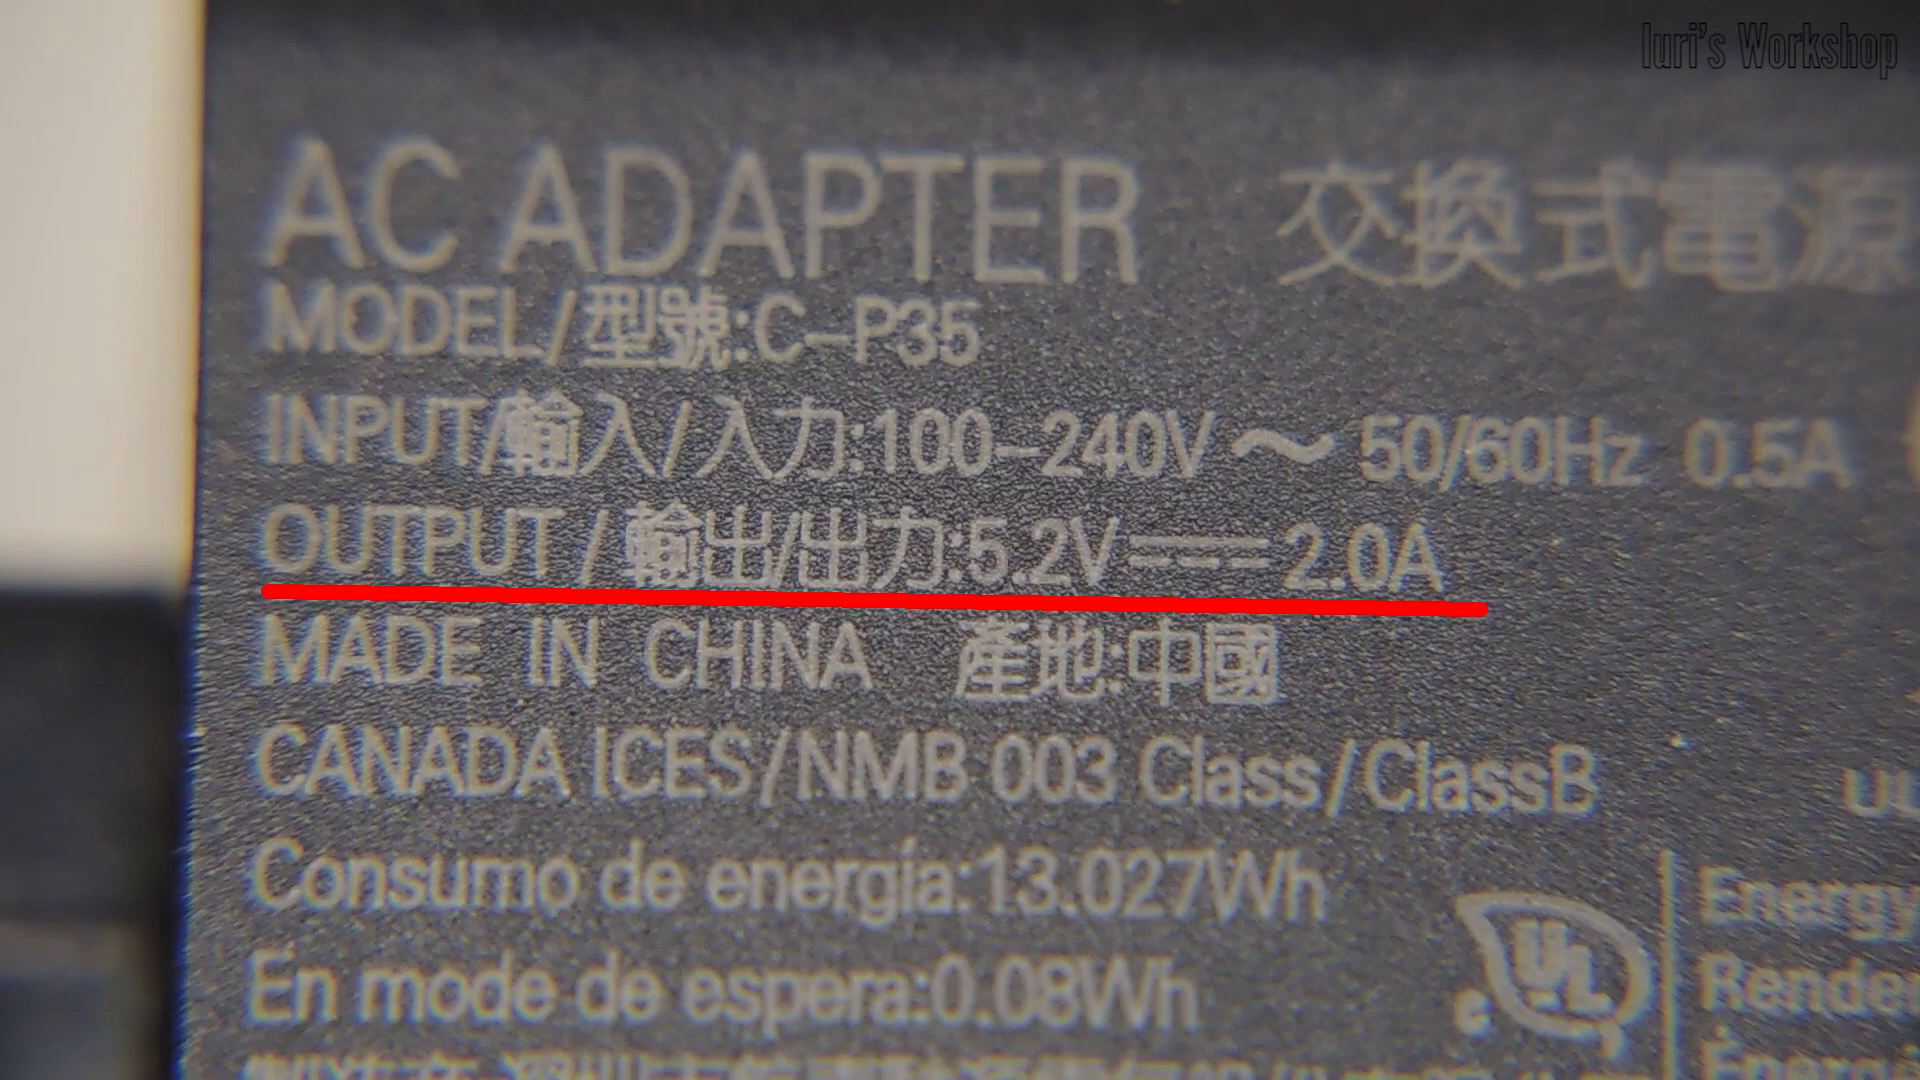 Iuri's Workshop
AC ADAPTER 交換式電源
MODEL/型號:C-P35
INPUT/輸入/入力:100-240V～ 50/60Hz 0.5A
OUTPUT/輸出/出力:5.2V⎓2.0A
MADE IN CHINA 產地:中國
CANADA ICES/NMB 003 Class/ClassB
UL
Consumo de energía:13.027Wh
Energy
En mode de espera:0.08Wh
c UL